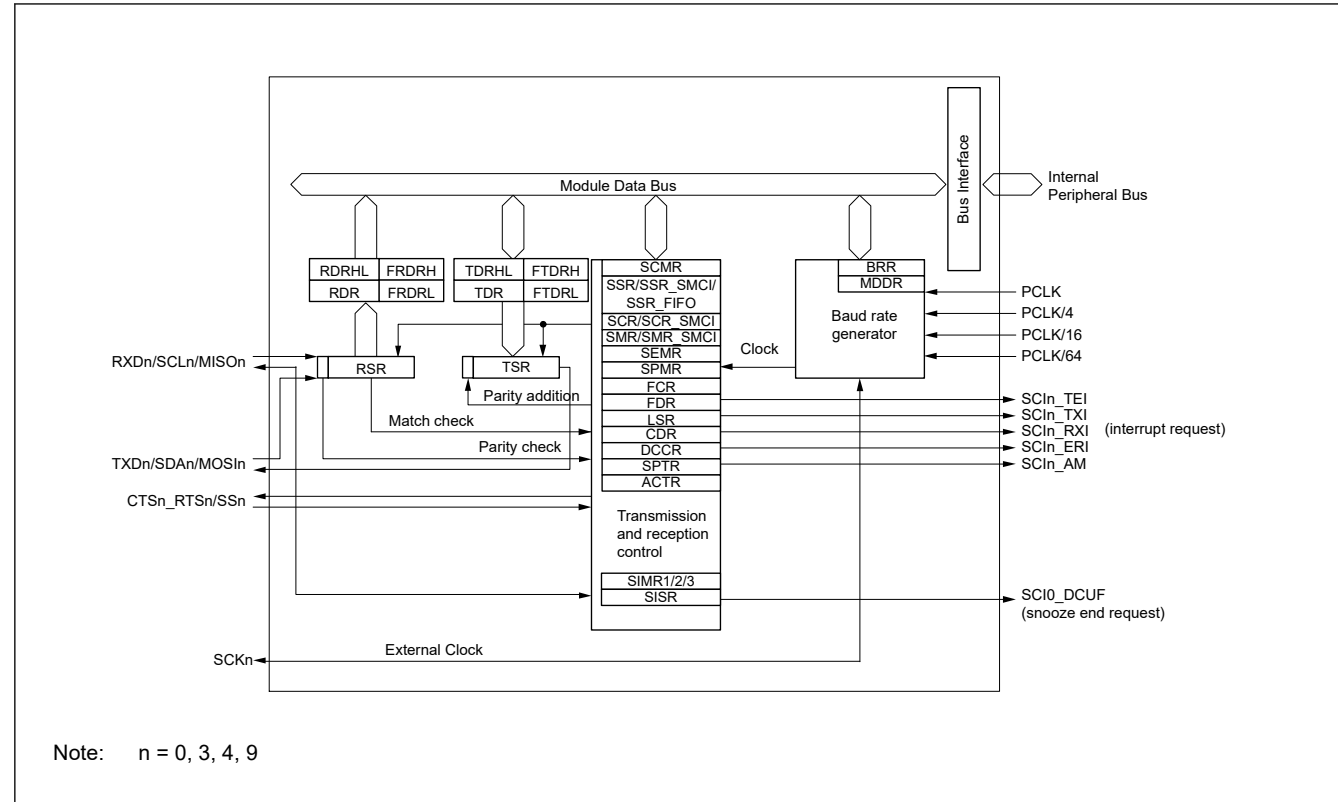 Bus Interface
Module Data Bus
Internal
Peripheral Bus
RDRHL FRDRH
RDR FRDRL
TDRHL FTDRH
TDR FTDRL
SCMR
SSR/SSR_SMCI/
SSR_FIFO
SCR/SCR_SMCI
SMR/SMR_SMCI
SEMR
SPMR
FCR
FDR
LSR
CDR
DCCR
SPTR
ACTR
Transmission
and reception
control
SIMR1/2/3
SISR
BRR
MDDR
Baud rate
generator
Clock
PCLK
PCLK/4
PCLK/16
PCLK/64
RXDn/SCLn/MISOn
RSR
TSR
Parity addition
Match check
Parity check
TXDn/SDAn/MOSIn
CTSn_RTSn/SSn
SCIn_TEI
SCIn_TXI
SCIn_RXI (interrupt request)
SCIn_ERI
SCIn_AM
SCI0_DCUF
(snooze end request)
External Clock
SCKn
Note: n = 0, 3, 4, 9